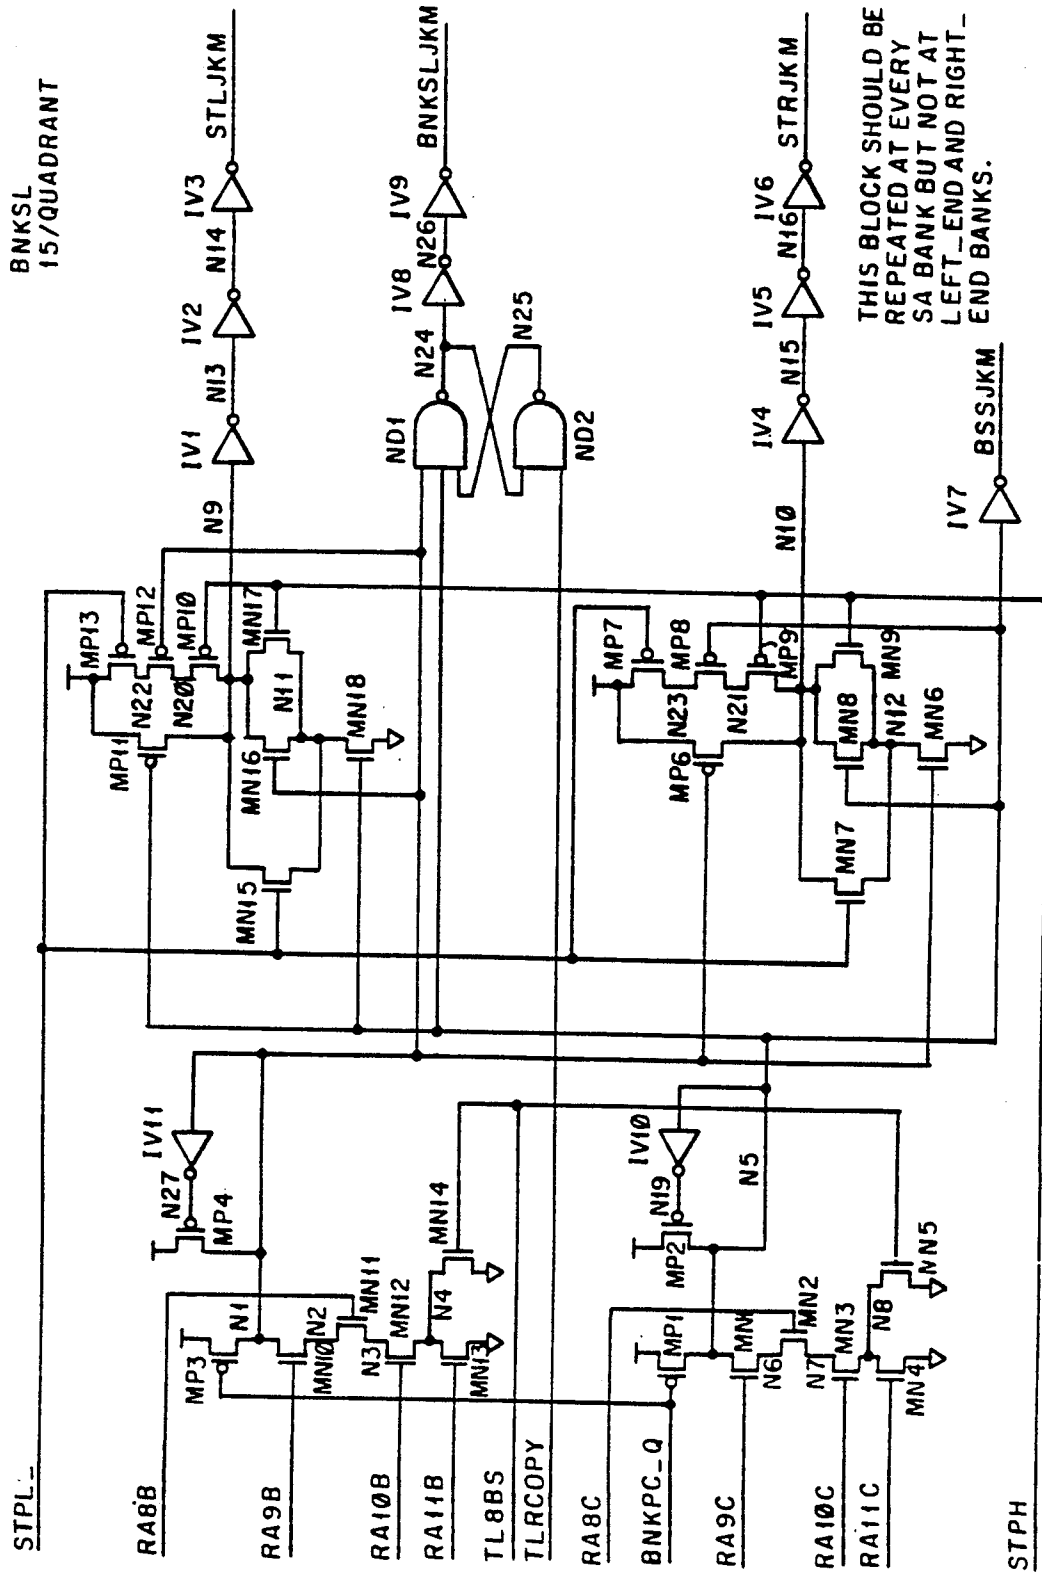 BNKSL
15/QUADRANT
STPL_
RA8B
RA9B
RA10B
RA11B
TL8BS
TLRCOPY
RA8C
BNKPC_Q
RA9C
RA10C
RA11C
STPH
IV11
N27
MP4
MP3
N1
MN10
N2
MN11
N3
MN12
N4
MN13
MN14
IV10
N19
MP2
N5
MP1
MN1
N6
MN2
N7
MN3
N8
MN4
MN5
MP13
MP11
N22
MP12
N20
MP10
MN15
MN16
N11
MN17
MN18
N9
IV1
N13
IV2
N14
IV3
STLJKM
ND1
N24
IV8
N26
IV9
BNKSLJKM
N25
ND2
MP7
MP6
N23
MP8
N21
MP9
MN7
MN8
MN9
N12
MN6
N10
IV4
N15
IV5
N16
IV6
STRJKM
IV7
BSSJKM
THIS BLOCK SHOULD BE
REPEATED AT EVERY
SA BANK BUT NOT AT
LEFT_END AND RIGHT_
END BANKS.